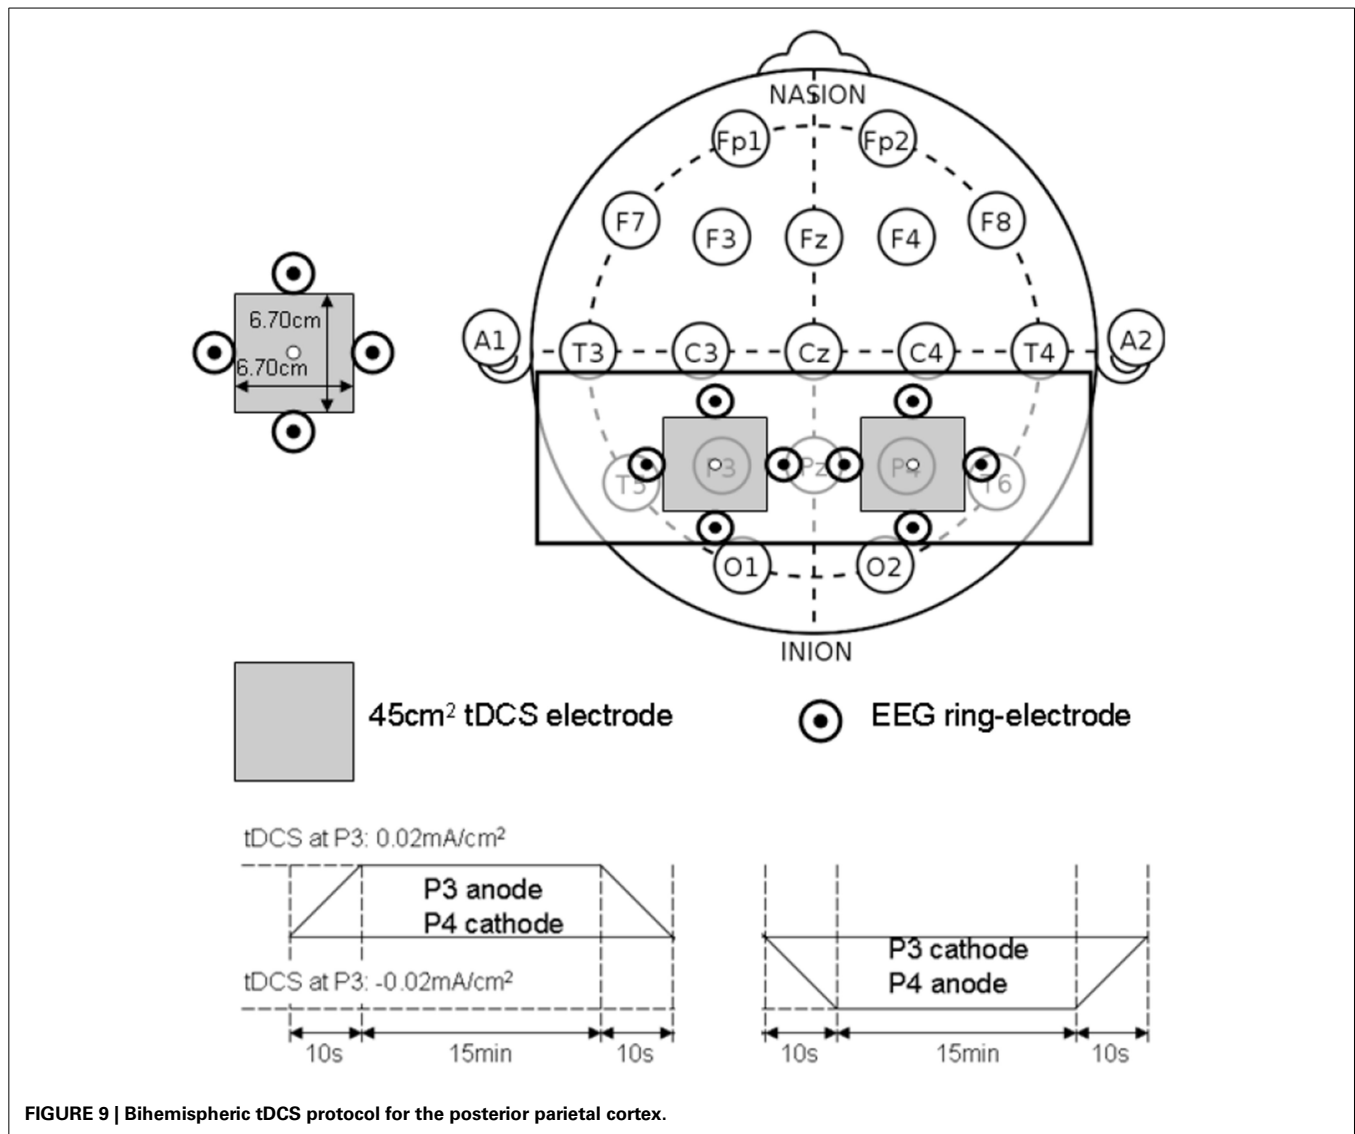 NASION
Fp1 Fp2
F7 F3 Fz F4 F8
6.70cm
6.70cm
A1 T3 C3 Cz C4 T4 A2
T5 P3 Pz P4 T6
O1 O2
INION
45cm² tDCS electrode
EEG ring-electrode
tDCS at P3: 0.02mA/cm²
P3 anode
P4 cathode
tDCS at P3: -0.02mA/cm²
10s 15min 10s
P3 cathode
P4 anode
10s 15min 10s
FIGURE 9 | Bihemispheric tDCS protocol for the posterior parietal cortex.